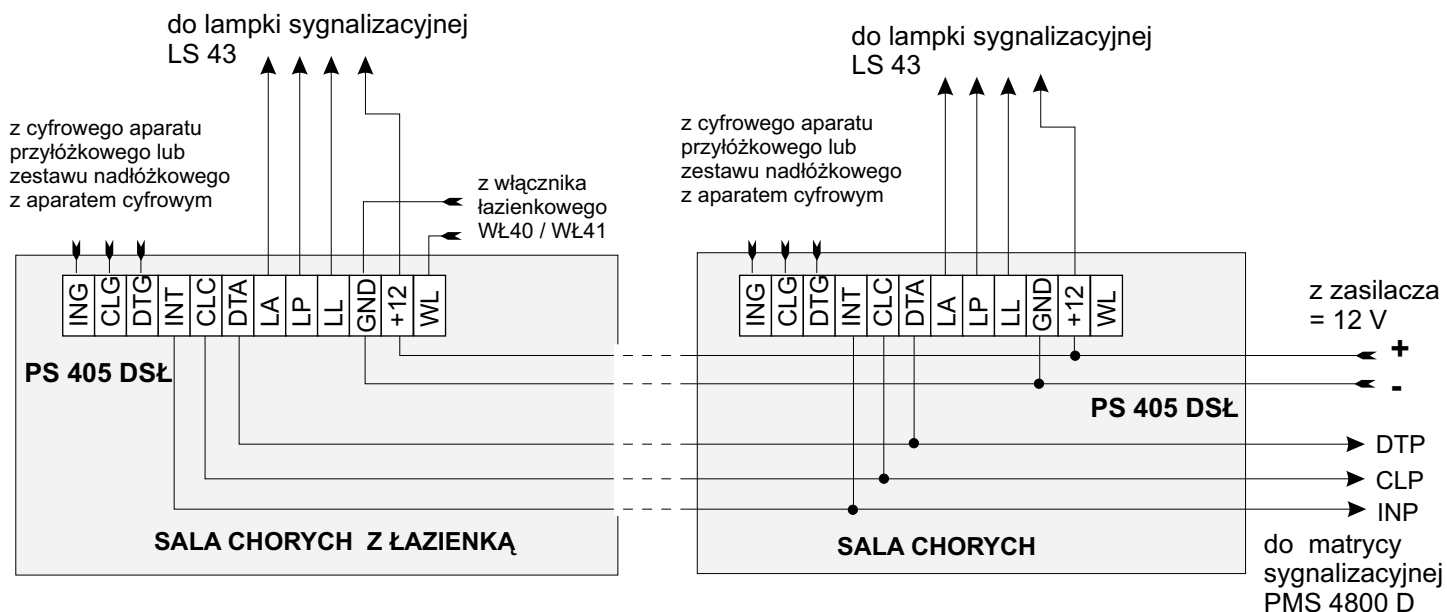 do lampki sygnalizacyjnej
LS 43
z cyfrowego aparatu
przyłóżkowego lub
zestawu nadłóżkowego
z aparatem cyfrowym
z włącznika
łazienkowego
WŁ40 / WŁ41
ING
CLG
DTG
INT
CLC
DTA
LA
LP
LL
GND
+12
WL
PS 405 DSŁ
SALA CHORYCH Z ŁAZIENKĄ
do lampki sygnalizacyjnej
LS 43
z cyfrowego aparatu
przyłóżkowego lub
zestawu nadłóżkowego
z aparatem cyfrowym
ING
CLG
DTG
INT
CLC
DTA
LA
LP
LL
GND
+12
WL
PS 405 DSŁ
SALA CHORYCH
z zasilacza
= 12 V
+
-
DTP
CLP
INP
do matrycy
sygnalizacyjnej
PMS 4800 D